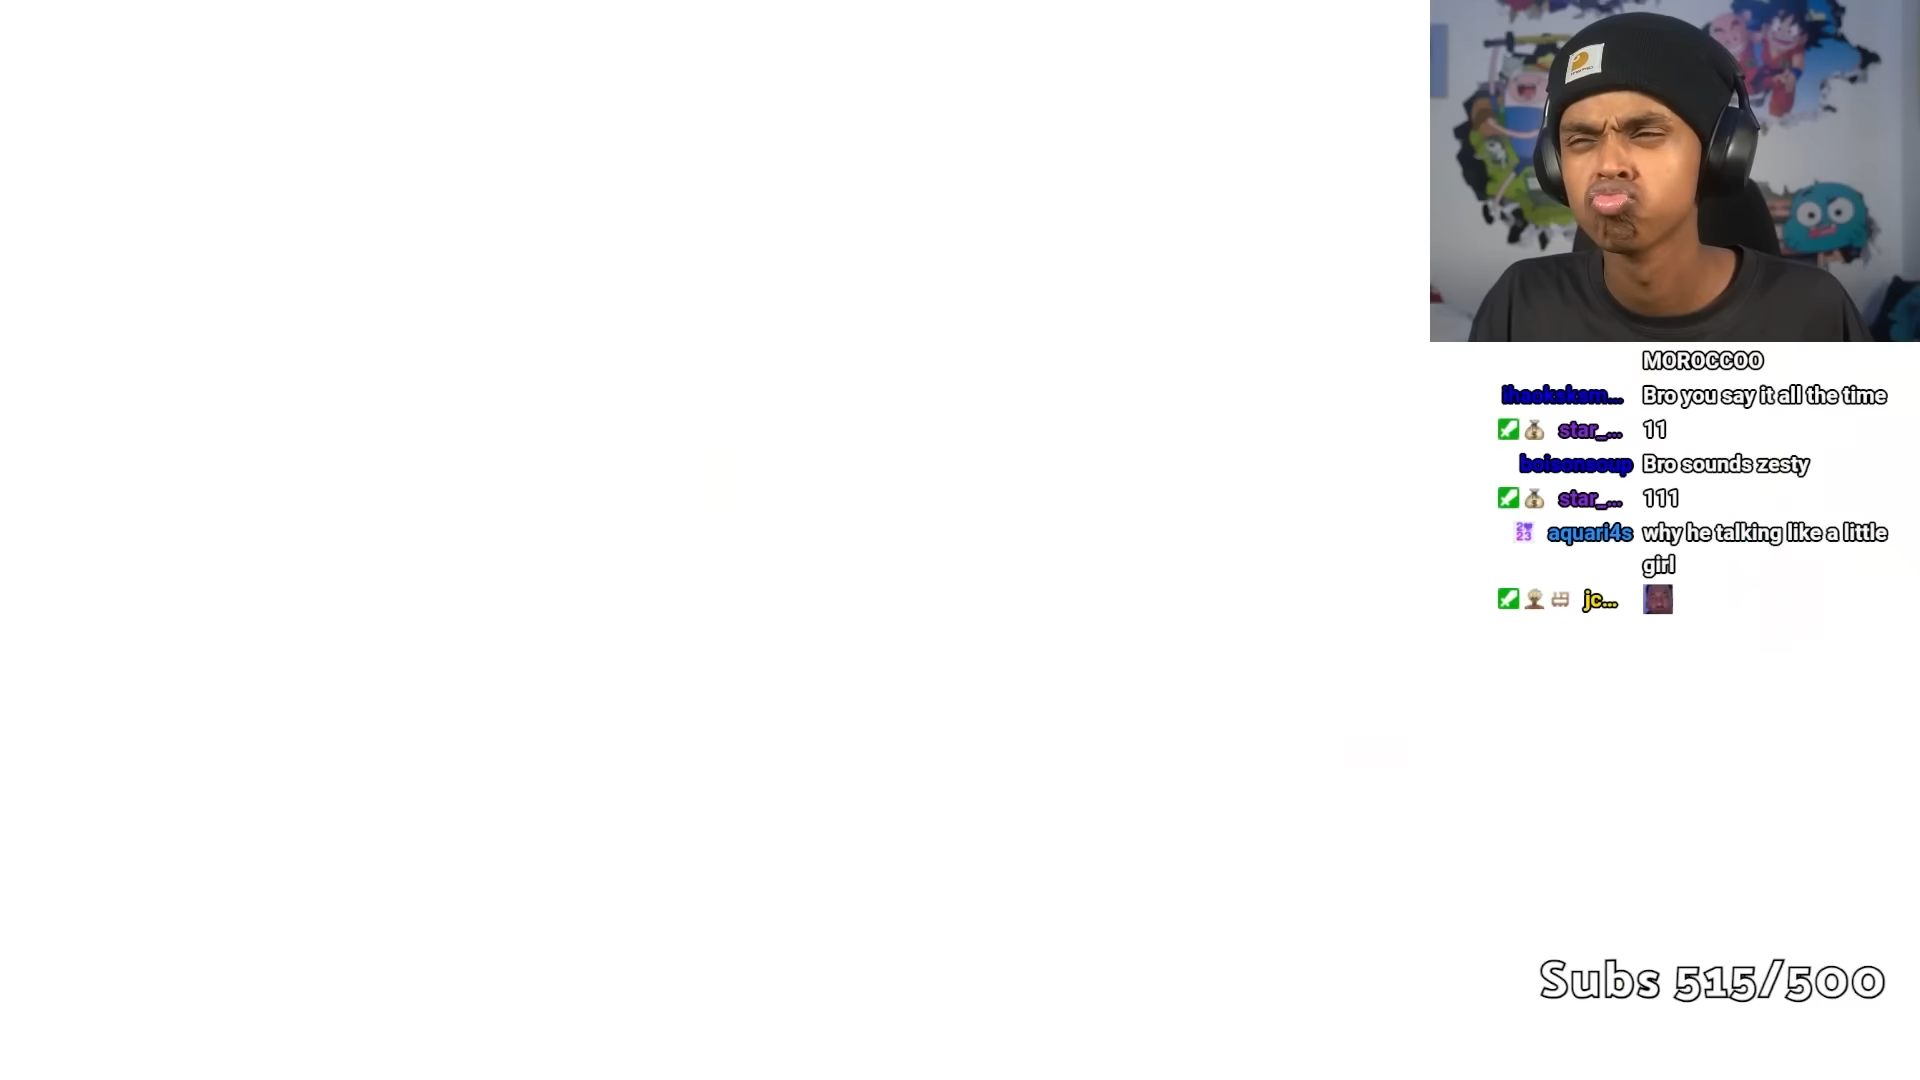 MOROCCOO
Bro you say it all the time
star_... 11
boisonsoup Bro sounds zesty
star_... 111
aquari4s why he talking like a little
girl
jc...
Subs 515/500